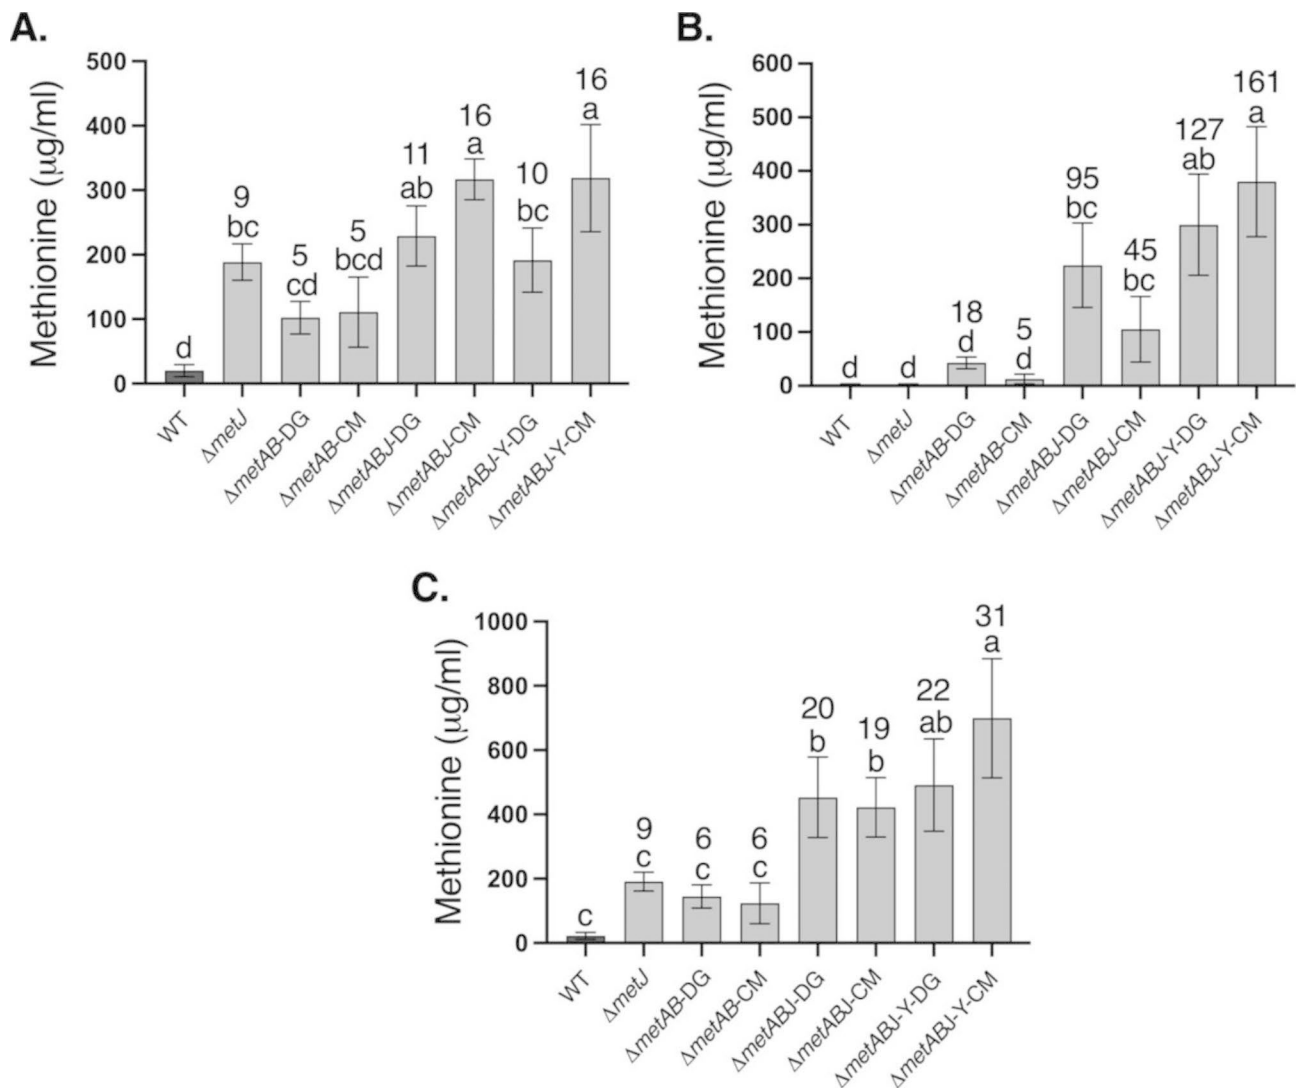 A.
Methionine (µg/ml)
500
400
300
200
100
0
d
9
bc
5
cd
5
bcd
11
ab
16
a
10
bc
16
a
WT
ΔmetJ
ΔmetAB-DG
ΔmetAB-CM
ΔmetABJ-DG
ΔmetABJ-CM
ΔmetABJ-Y-DG
ΔmetABJ-Y-CM
B.
Methionine (µg/ml)
600
500
400
300
200
100
0
d
d
18
d
5
d
95
bc
45
bc
127
ab
161
a
WT
ΔmetJ
ΔmetAB-DG
ΔmetAB-CM
ΔmetABJ-DG
ΔmetABJ-CM
ΔmetABJ-Y-DG
ΔmetABJ-Y-CM
C.
Methionine (µg/ml)
1000
800
600
400
200
0
c
9
c
6
c
6
c
20
b
19
b
22
ab
31
a
WT
ΔmetJ
ΔmetAB-DG
ΔmetAB-CM
ΔmetABJ-DG
ΔmetABJ-CM
ΔmetABJ-Y-DG
ΔmetABJ-Y-CM